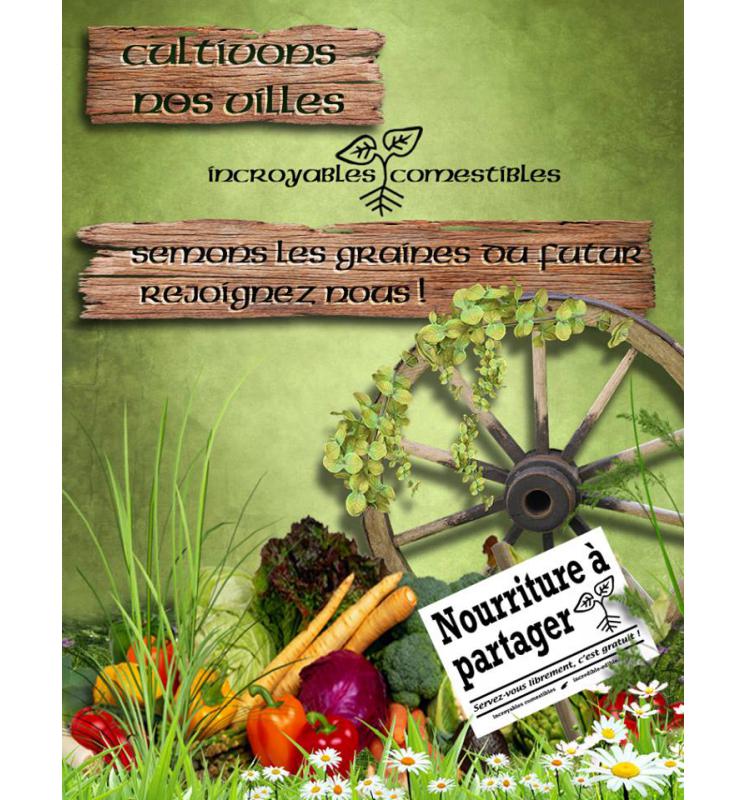 cultivons
nos villes
incroyables comestibles
semons les graines du futur
rejoignez nous !
Nourriture à
partager
Servez-vous librement, c'est gratuit !
incroyables comestibles